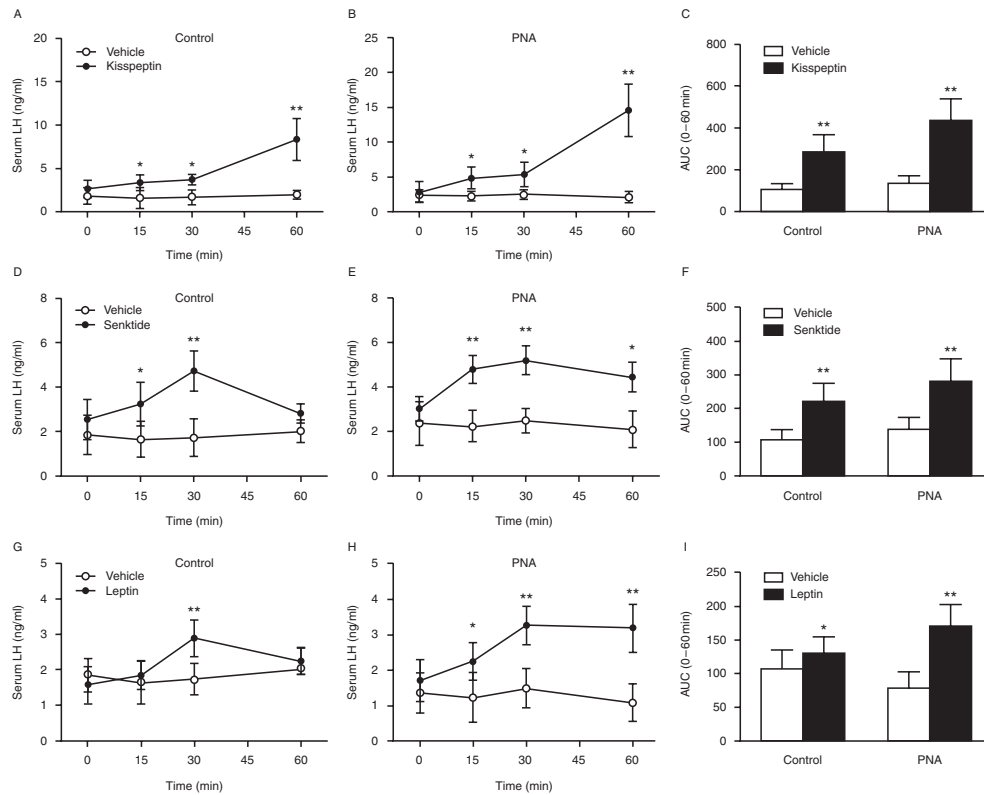 A
Control
Vehicle
Kisspeptin
Serum LH (ng/ml)
20
15
10
5
0
*
*
**
0 15 30 45 60
Time (min)
B
PNA
Serum LH (ng/ml)
25
20
15
10
5
0
*
*
**
0 15 30 45 60
Time (min)
C
Vehicle
Kisspeptin
AUC (0–60 min)
800
600
400
200
0
**
**
Control PNA
D
Control
Vehicle
Senktide
Serum LH (ng/ml)
8
6
4
2
0
*
**
0 15 30 45 60
Time (min)
E
PNA
Serum LH (ng/ml)
8
6
4
2
0
**
**
*
0 15 30 45 60
Time (min)
F
Vehicle
Senktide
AUC (0–60 min)
500
400
300
200
100
0
**
**
Control PNA
G
Control
Vehicle
Leptin
Serum LH (ng/ml)
5
4
3
2
1
0
**
0 15 30 45 60
Time (min)
H
PNA
Serum LH (ng/ml)
5
4
3
2
1
0
*
**
**
0 15 30 45 60
Time (min)
I
Vehicle
Leptin
AUC (0–60 min)
250
200
150
100
50
0
*
**
Control PNA